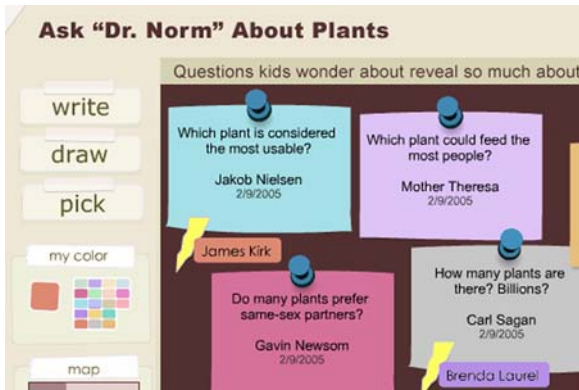 Ask “Dr. Norm” About Plants
Questions kids wonder about reveal so much about
write
draw
pick
my color
map
Which plant is considered
the most usable?
Jakob Nielsen
2/9/2005
James Kirk
Which plant could feed the
most people?
Mother Theresa
2/9/2005
Do many plants prefer
same-sex partners?
Gavin Newsom
2/9/2005
How many plants are
there? Billions?
Carl Sagan
2/9/2005
Brenda Laurel